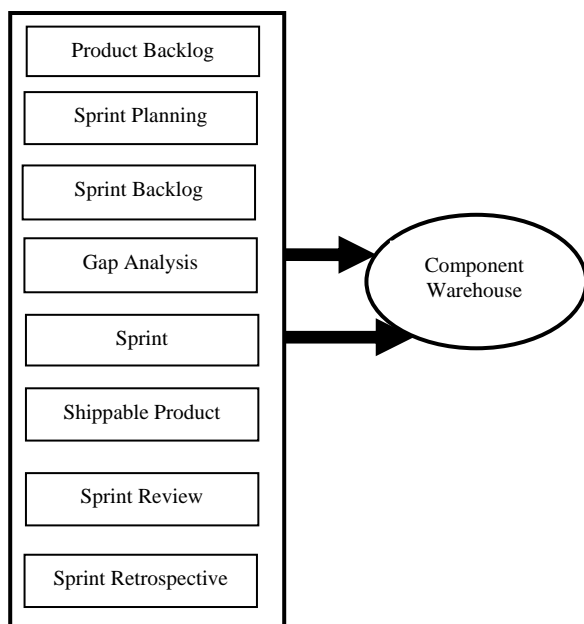 Product Backlog
Sprint Planning
Sprint Backlog
Gap Analysis
Component
Warehouse
Sprint
Shippable Product
Sprint Review
Sprint Retrospective